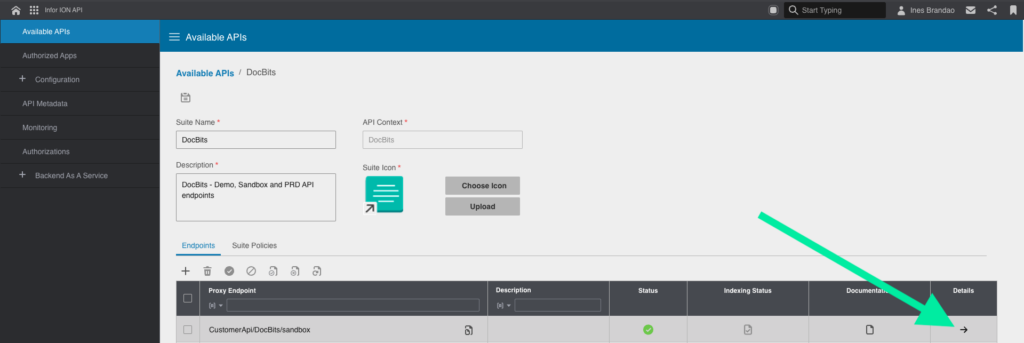 Infor ION API
Start Typing
Ines Brandao
Available APIs
Authorized Apps
Configuration
API Metadata
Monitoring
Authorizations
Backend As A Service
Available APIs
Available APIs / DocBits
Suite Name *
API Context *
DocBits
DocBits
Description *
Suite Icon *
DocBits - Demo, Sandbox and PRD API
endpoints
Choose Icon
Upload
Endpoints
Suite Policies
Proxy Endpoint
Description
Status
Indexing Status
Documentation
Details
CustomerApi/DocBits/sandbox